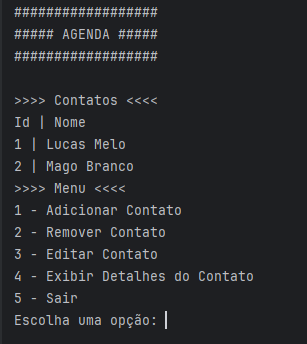 ##################
##### AGENDA #####
##################
>>>> Contatos <<<<
Id | Nome
1 | Lucas Melo
2 | Mago Branco
>>>> Menu <<<<
1 - Adicionar Contato
2 - Remover Contato
3 - Editar Contato
4 - Exibir Detalhes do Contato
5 - Sair
Escolha uma opção: